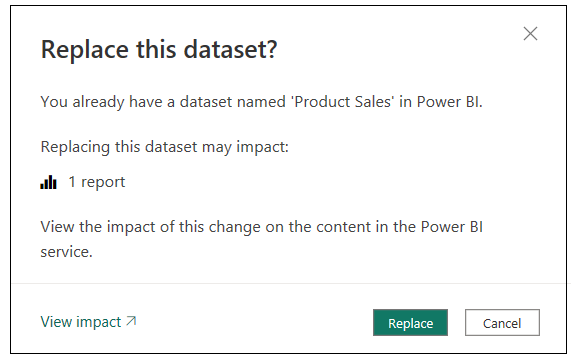 Replace this dataset?
You already have a dataset named 'Product Sales' in Power BI.
Replacing this dataset may impact:
1 report
View the impact of this change on the content in the Power BI
service.
View impact
Replace
Cancel